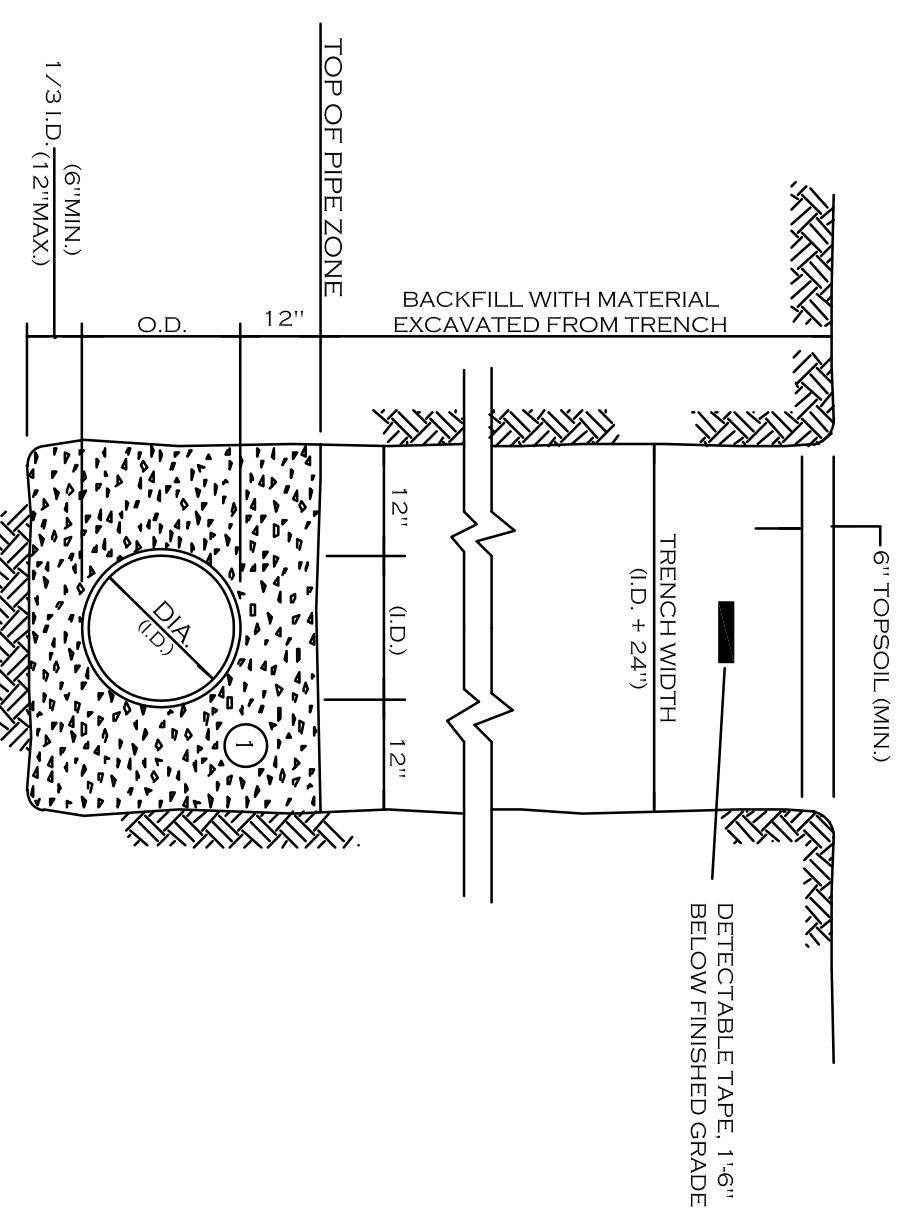 6" TOPSOIL (MIN.)
DETECTABLE TAPE, 1'-6"
BELOW FINISHED GRADE
TRENCH WIDTH
(I.D. + 24")
BACKFILL WITH MATERIAL
EXCAVATED FROM TRENCH
12"
(I.D.)
12"
TOP OF PIPE ZONE
12"
O.D.
1
DIA.
(I.D.)
1/3 I.D.
(6"MIN.)
(12"MAX.)